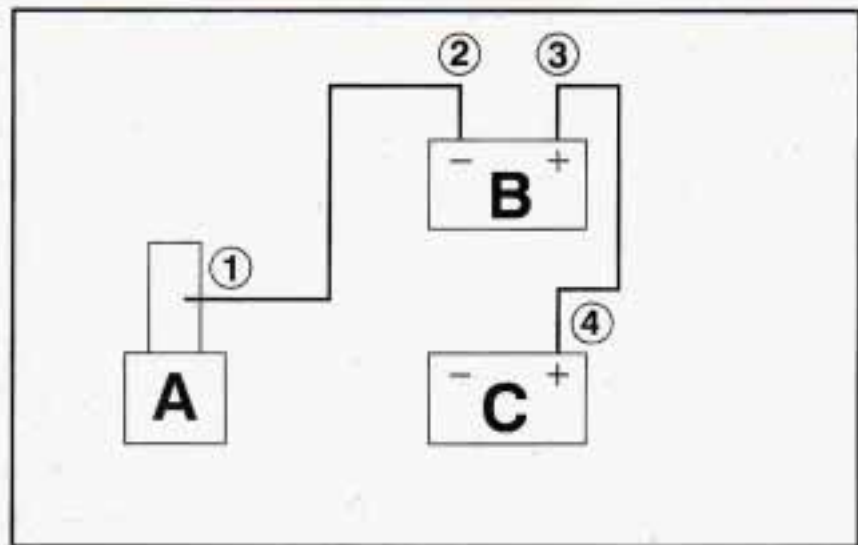 ② ③
− +
B
①
④
− +
A C